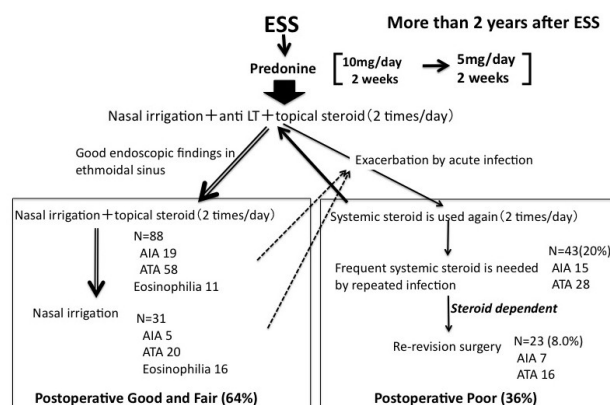 ESS
More than 2 years after ESS
Predonine
10mg/day
2 weeks
5mg/day
2 weeks
Nasal irrigation+anti LT+topical steroid(2 times/day)
Good endoscopic findings in
ethmoidal sinus
Exacerbation by acute infection
Nasal irrigation+topical steroid(2 times/day)
N=88
AIA 19
ATA 58
Eosinophilia 11
Nasal irrigation
N=31
AIA 5
ATA 20
Eosinophilia 16
Postoperative Good and Fair (64%)
Systemic steroid is used again(2 times/day)
N=43(20%)
AIA 15
ATA 28
Frequent systemic steroid is needed
by repeated infection
Steroid dependent
Re-revision surgery
N=23 (8.0%)
AIA 7
ATA 16
Postoperative Poor (36%)